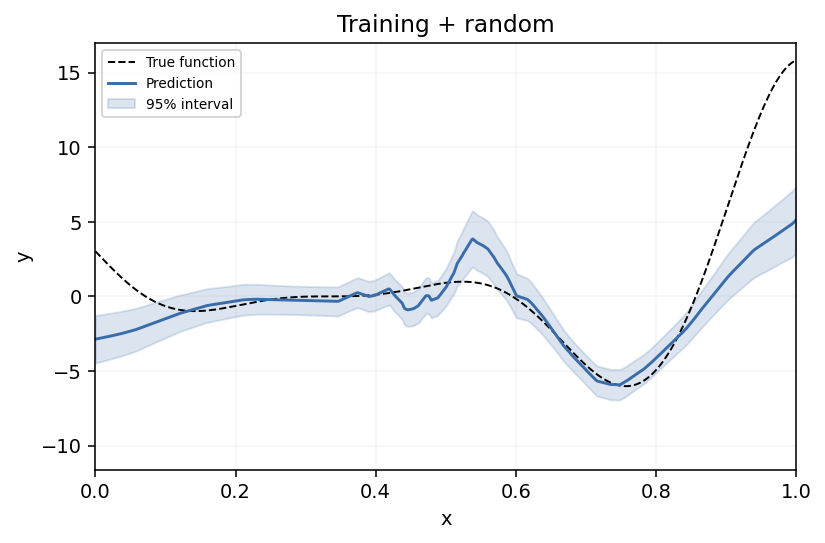 Training + random
True function
Prediction
95% interval
15
10
5
0
−5
−10
y
0.0 0.2 0.4 0.6 0.8 1.0
x